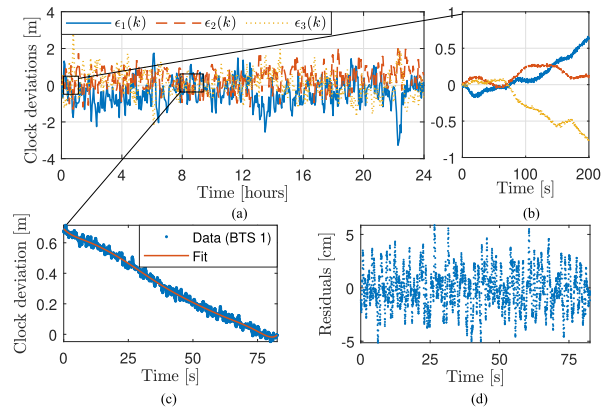 ϵ₁(k) ϵ₂(k) ϵ₃(k)
Clock deviations [m]
4
2
0
-2
-4
0 4 8 12 16 20 24
Time [hours]
(a)
1
0.5
0
-0.5
-1
0 100 200
Time [s]
(b)
Clock deviation [m]
0.6
0.4
0.2
0
Data (BTS 1)
Fit
0 25 50 75
Time [s]
(c)
Residuals [cm]
5
0
-5
0 25 50 75
Time [s]
(d)